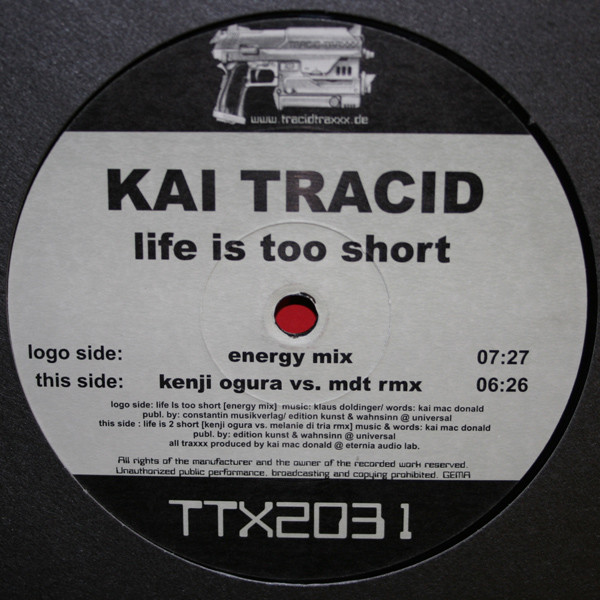 www.tracidtraxxx.de
KAI TRACID
life is too short
logo side: energy mix 07:27
this side: kenji ogura vs. mdt rmx 06:26
logo side: life is too short [energy mix] music: klaus doldinger/ words: kai mac donald
publ. by: constantin musikverlag/ edition kunst & wahnsinn @ universal
this side : life is 2 short [kenji ogura vs. melanie di tria rmx] music & words: kai mac donald
publ. by: edition kunst & wahnsinn @ universal
all traxxx produced by kai mac donald @ eternia audio lab.
All rights of the manufacturer and the owner of the recorded work reserved.
Unauthorized public performance, broadcasting and copying prohibited. GEMA
TTX203 1